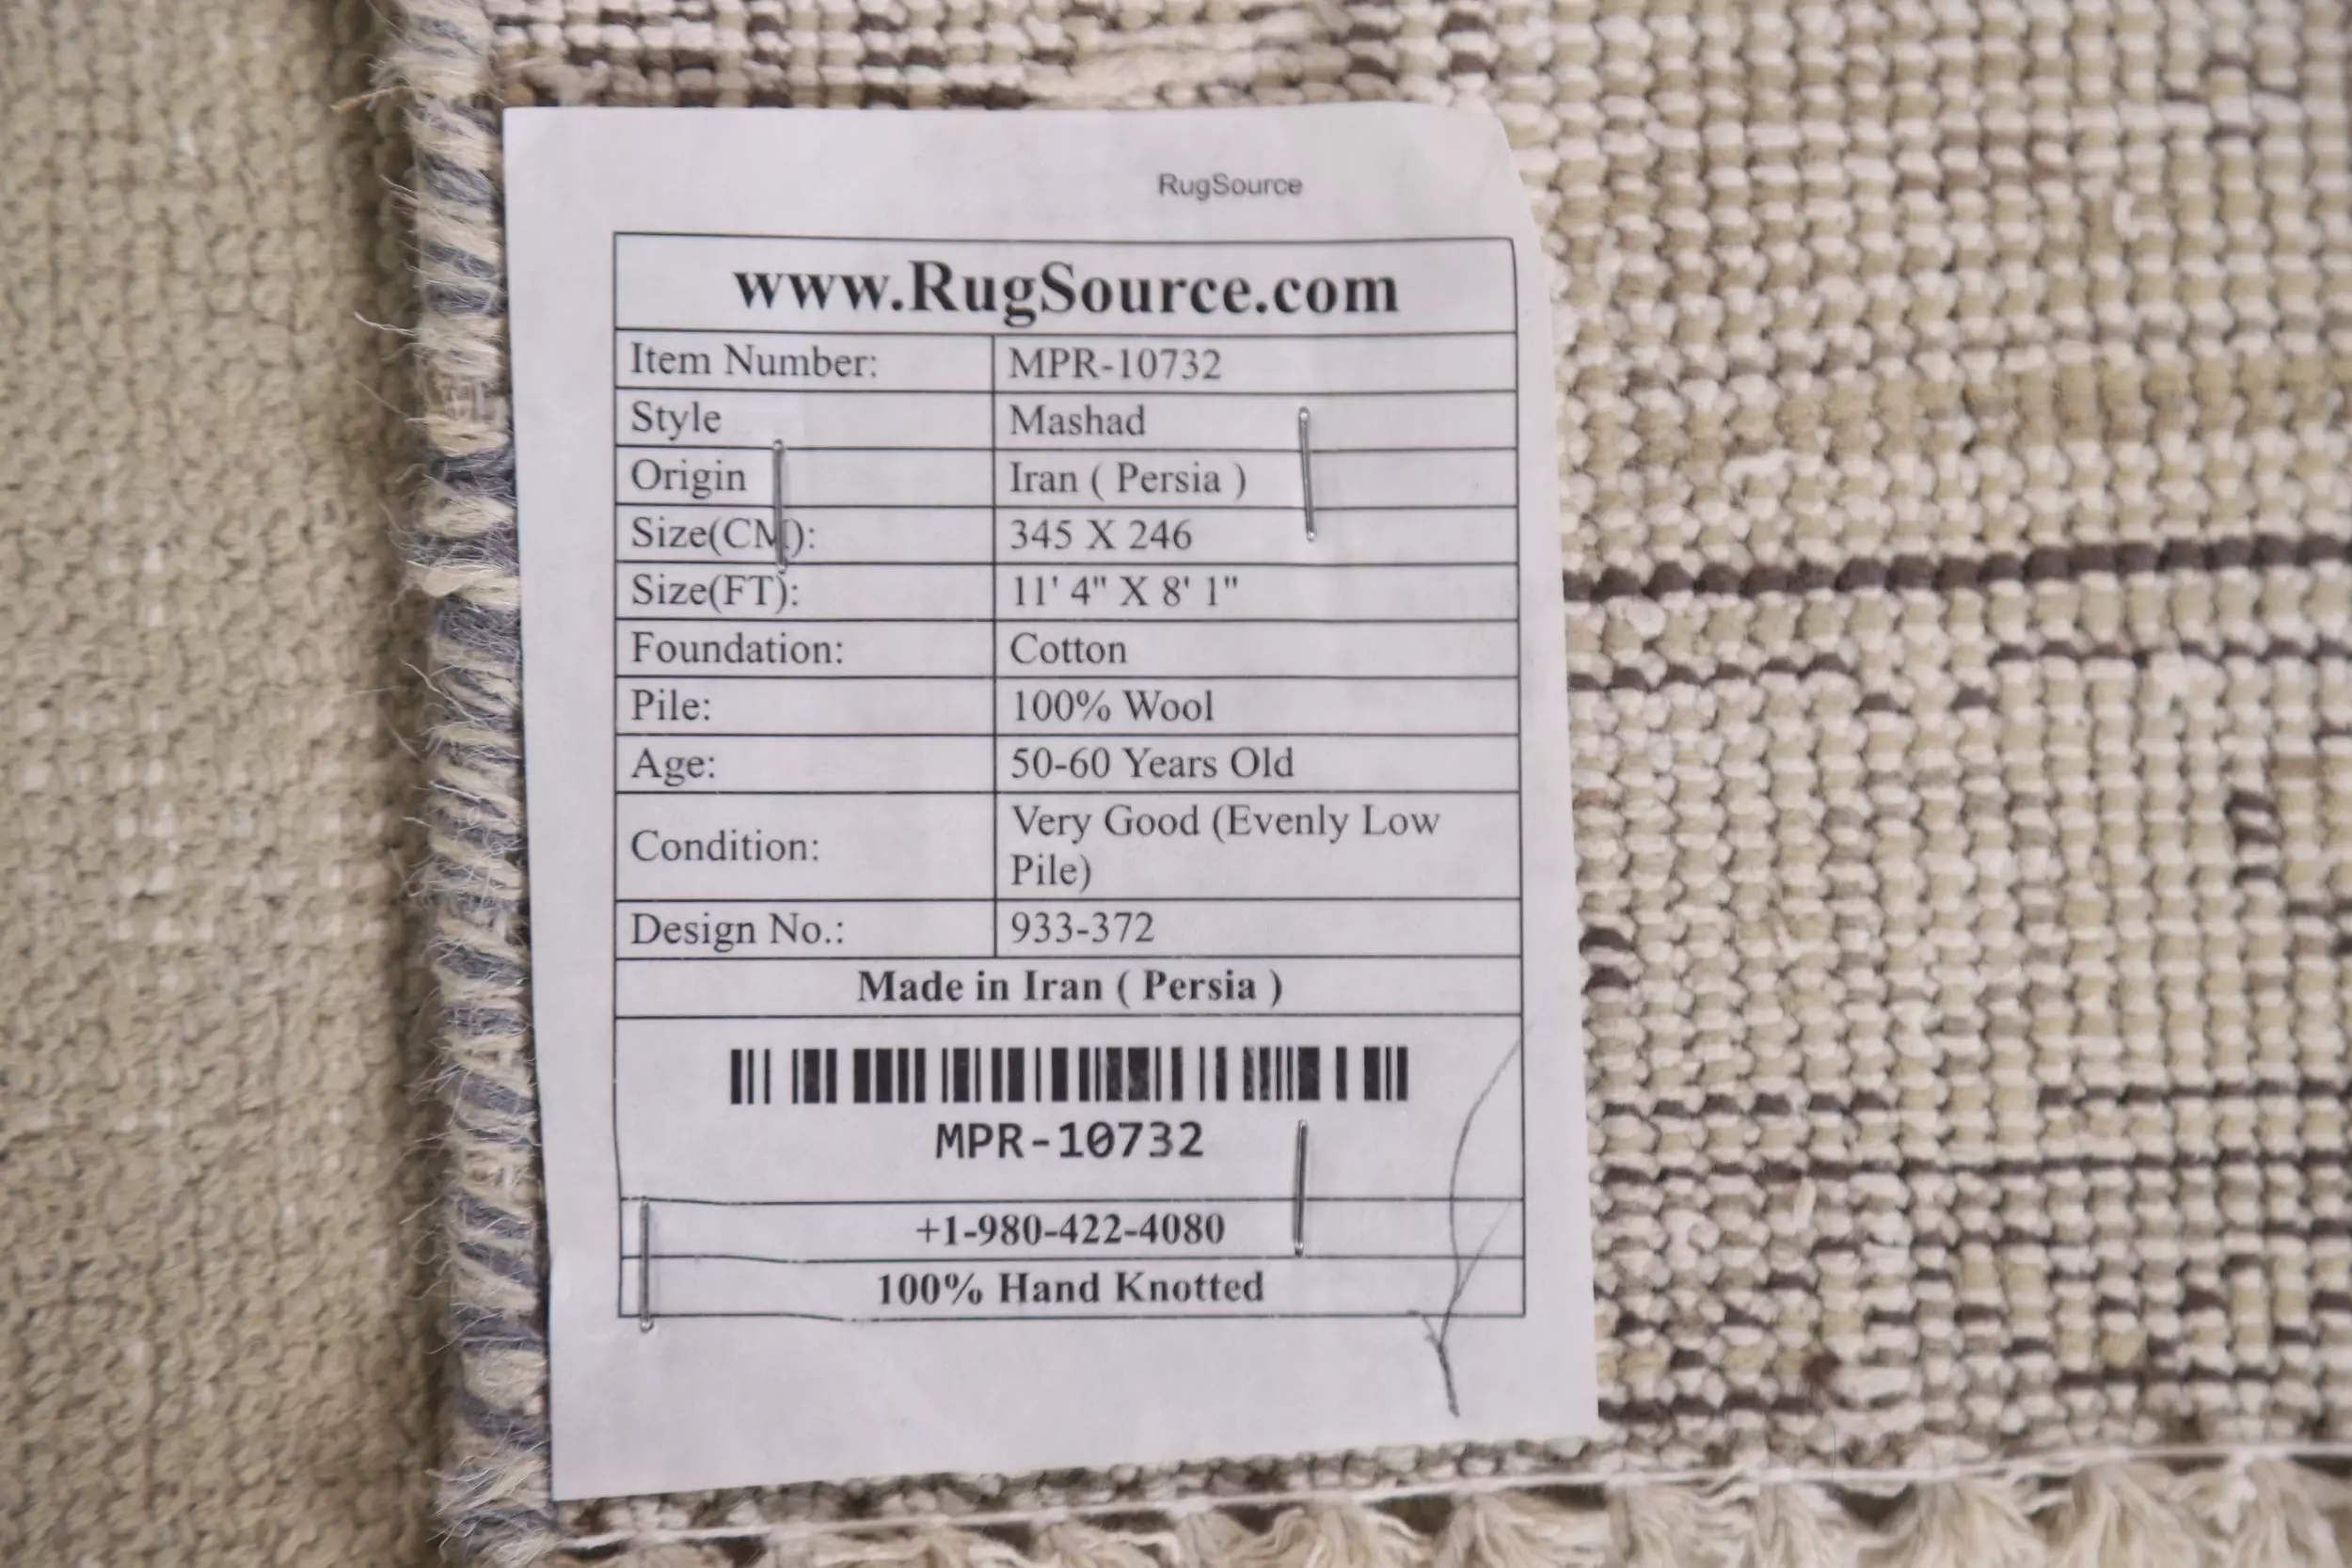 RugSource
www.RugSource.com
Item Number: MPR-10732
Style Mashad
Origin Iran ( Persia )
Size(CM): 345 X 246
Size(FT): 11' 4" X 8' 1"
Foundation: Cotton
Pile: 100% Wool
Age: 50-60 Years Old
Condition: Very Good (Evenly Low
Pile)
Design No.: 933-372
Made in Iran ( Persia )
MPR-10732
+1-980-422-4080
100% Hand Knotted